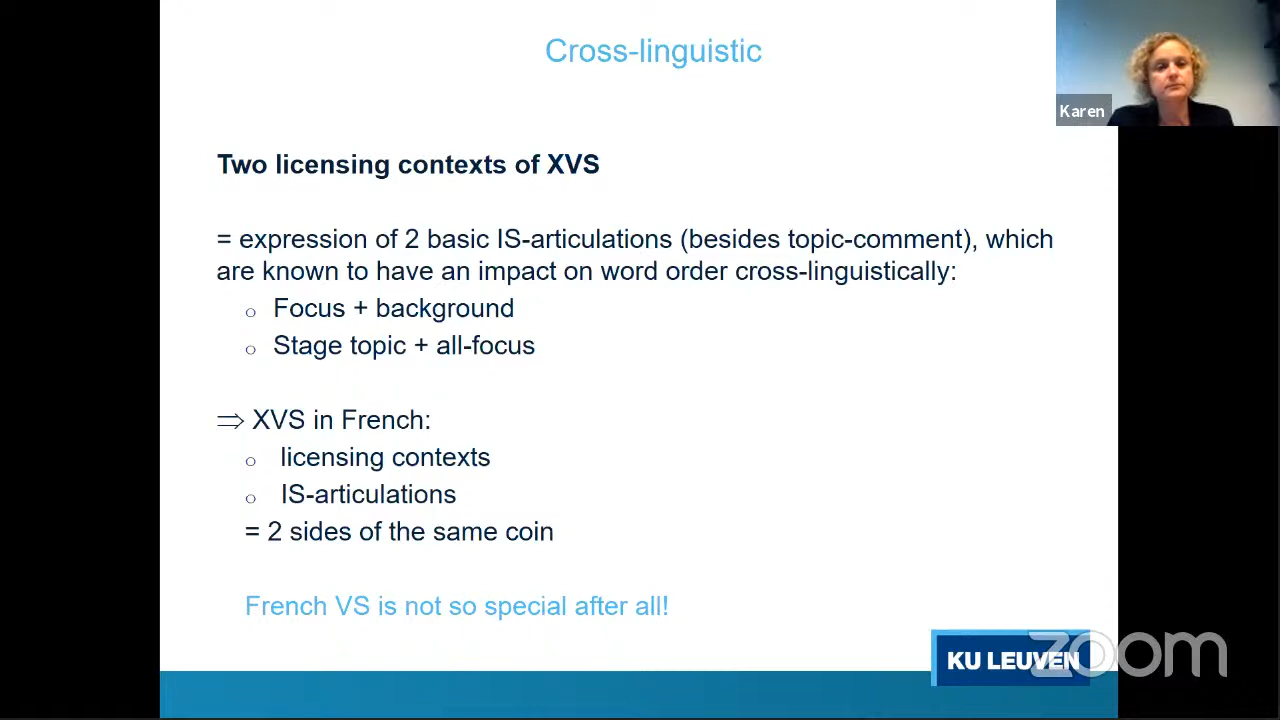 Cross-linguistic
Karen
Two licensing contexts of XVS
= expression of 2 basic IS-articulations (besides topic-comment), which
are known to have an impact on word order cross-linguistically:
○ Focus + background
○ Stage topic + all-focus
⇒ XVS in French:
○ licensing contexts
○ IS-articulations
= 2 sides of the same coin
French VS is not so special after all!
KU LEUVEN
zoom